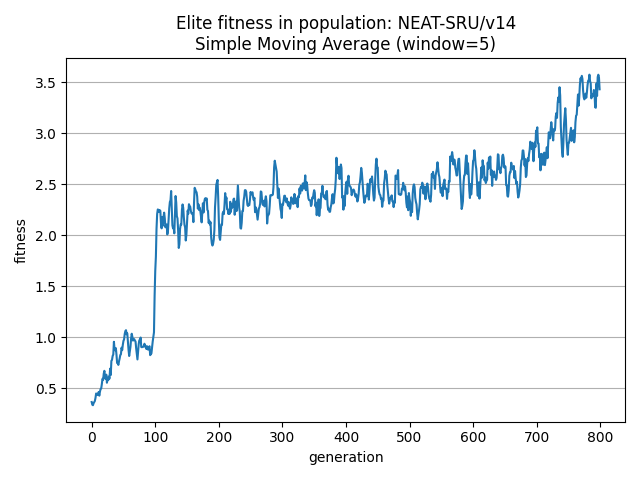 Elite fitness in population: NEAT-SRU/v14
Simple Moving Average (window=5)
fitness
3.5
3.0
2.5
2.0
1.5
1.0
0.5
0 100 200 300 400 500 600 700 800
generation